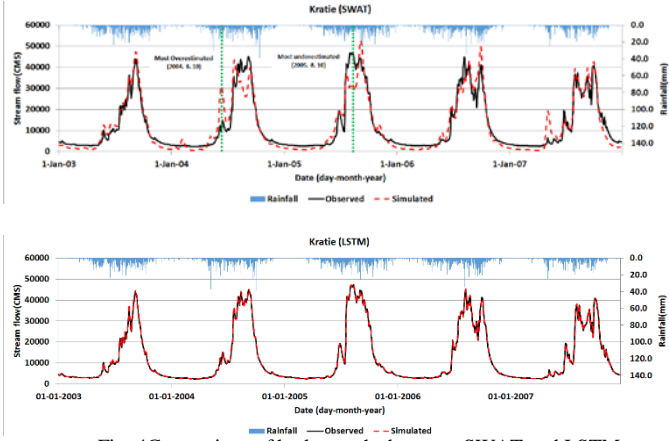 Kratie (SWAT)
60000
50000
40000
30000
20000
10000
0
0.0
20.0
40.0
60.0
80.0
100.0
120.0
140.0
Stream flow(CMS)
Rainfall(mm)
Most Overestimated
(2004. 6. 10)
Most underestimated
(2005. 8. 10)
1-Jan-03 1-Jan-04 1-Jan-05 1-Jan-06 1-Jan-07
Date (day-month-year)
Rainfall Observed Simulated
Kratie (LSTM)
60000
50000
40000
30000
20000
10000
0
0.0
20.0
40.0
60.0
80.0
100.0
120.0
140.0
Stream flow(CMS)
Rainfall(mm)
01-01-2003 01-01-2004 01-01-2005 01-01-2006 01-01-2007
Date (day-month-year)
Rainfall Observed Simulated